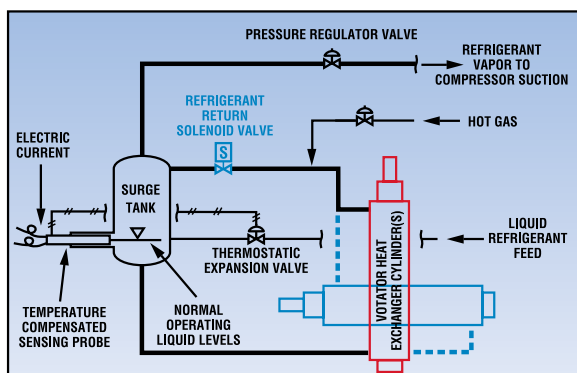 PRESSURE REGULATOR VALVE
REFRIGERANT
VAPOR TO
COMPRESSOR SUCTION
REFRIGERANT
RETURN
SOLENOID VALVE
S
HOT GAS
ELECTRIC
CURRENT
SURGE
TANK
VOTATOR HEAT
EXCHANGER CYLINDER(S)
LIQUID
REFRIGERANT
FEED
THERMOSTATIC
EXPANSION VALVE
TEMPERATURE
COMPENSATED
SENSING PROBE
NORMAL
OPERATING
LIQUID LEVELS